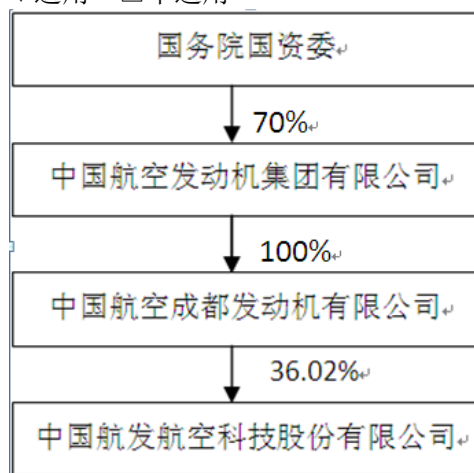 国务院国资委
70%
中国航空发动机集团有限公司
100%
中国航空成都发动机有限公司
36.02%
中国航发航空科技股份有限公司